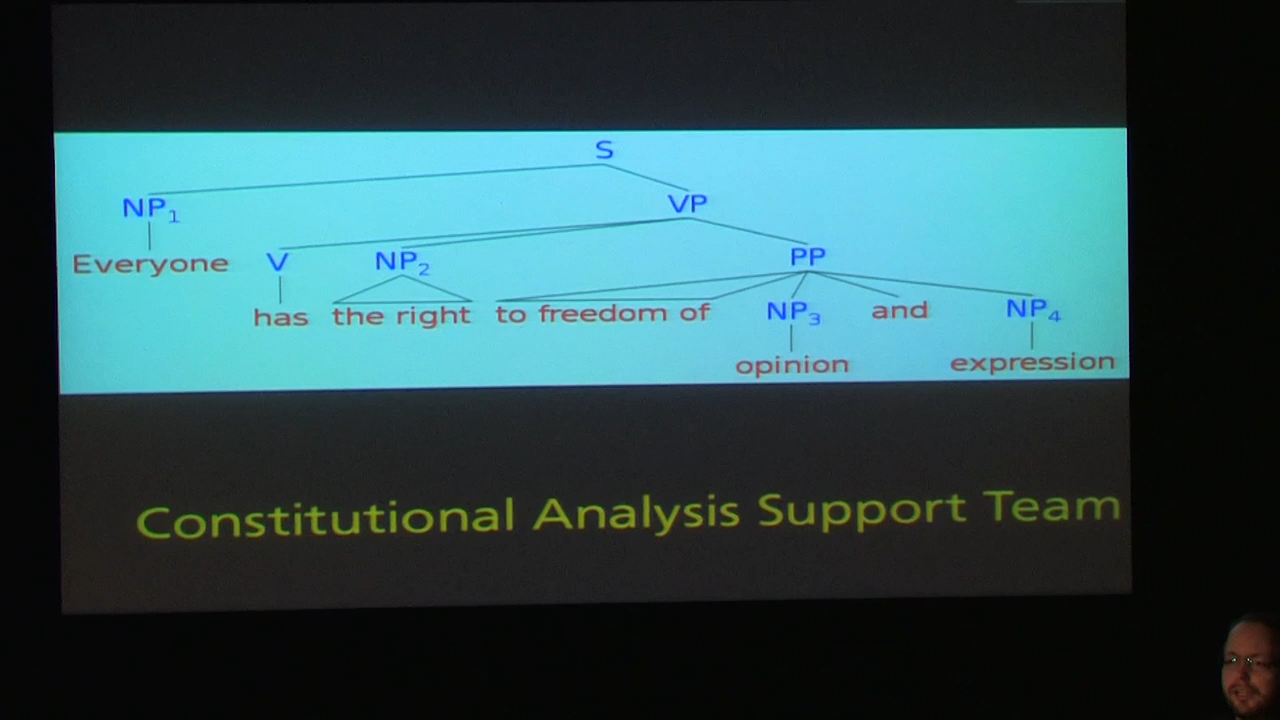 S
NP₁ VP
Everyone V NP₂ PP
has the right to freedom of NP₃ and NP₄
opinion expression
Constitutional Analysis Support Team